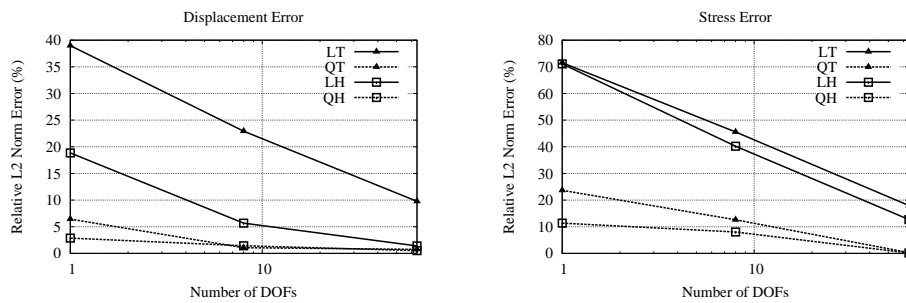 Displacement Error
Relative L2 Norm Error (%)
40
35
30
25
20
15
10
5
0
1
10
Number of DOFs
LT
QT
LH
QH
Stress Error
Relative L2 Norm Error (%)
80
70
60
50
40
30
20
10
0
1
10
Number of DOFs
LT
QT
LH
QH